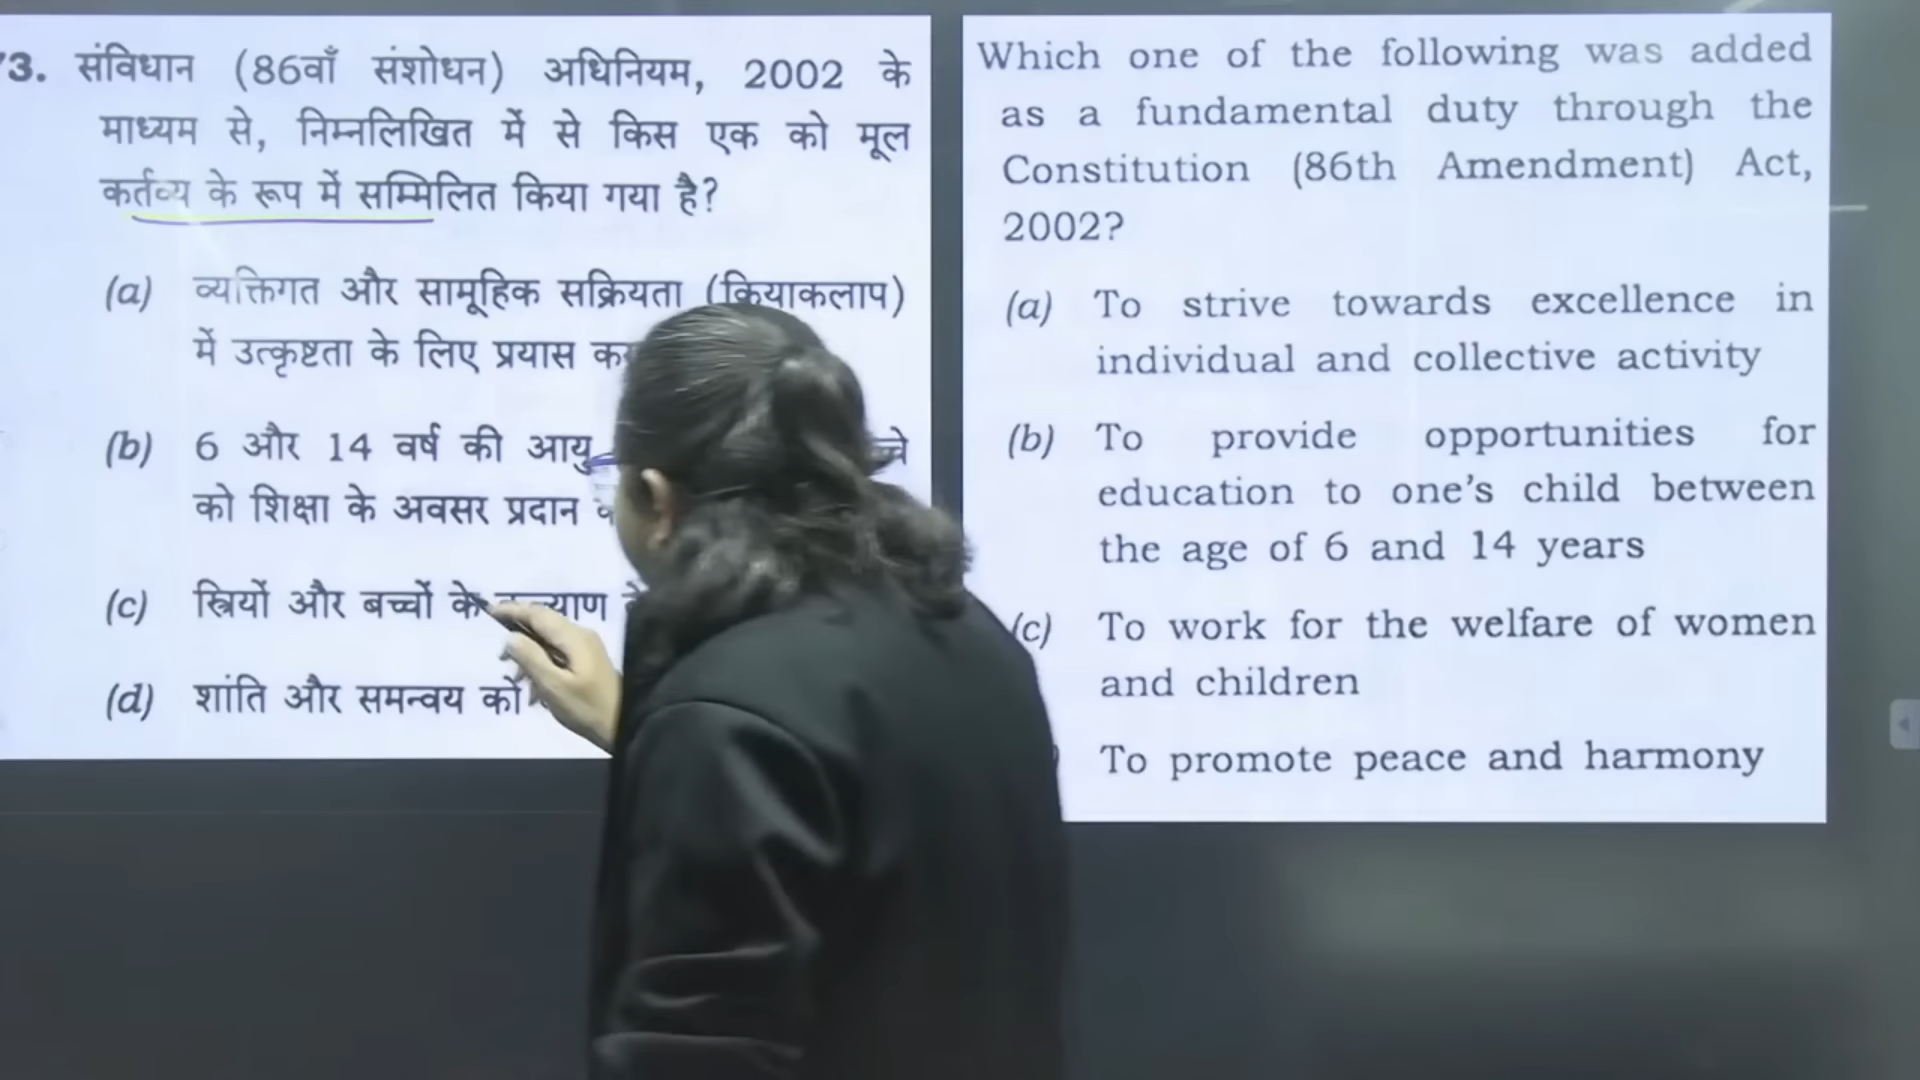 73. संविधान (86वाँ संशोधन) अधिनियम, 2002 के
माध्यम से, निम्नलिखित में से किस एक को मूल
कर्तव्य के रूप में सम्मिलित किया गया है?
(a) व्यक्तिगत और सामूहिक सक्रियता (क्रियाकलाप)
में उत्कृष्टता के लिए प्रयास
(b) 6 और 14 वर्ष की आयु
को शिक्षा के अवसर प्रदान
(c) स्त्रियों और बच्चों के कल्याण
(d) शांति और समन्वय को
Which one of the following was added
as a fundamental duty through the
Constitution (86th Amendment) Act,
2002?
(a) To strive towards excellence in
individual and collective activity
(b) To provide opportunities for
education to one's child between
the age of 6 and 14 years
(c) To work for the welfare of women
and children
To promote peace and harmony